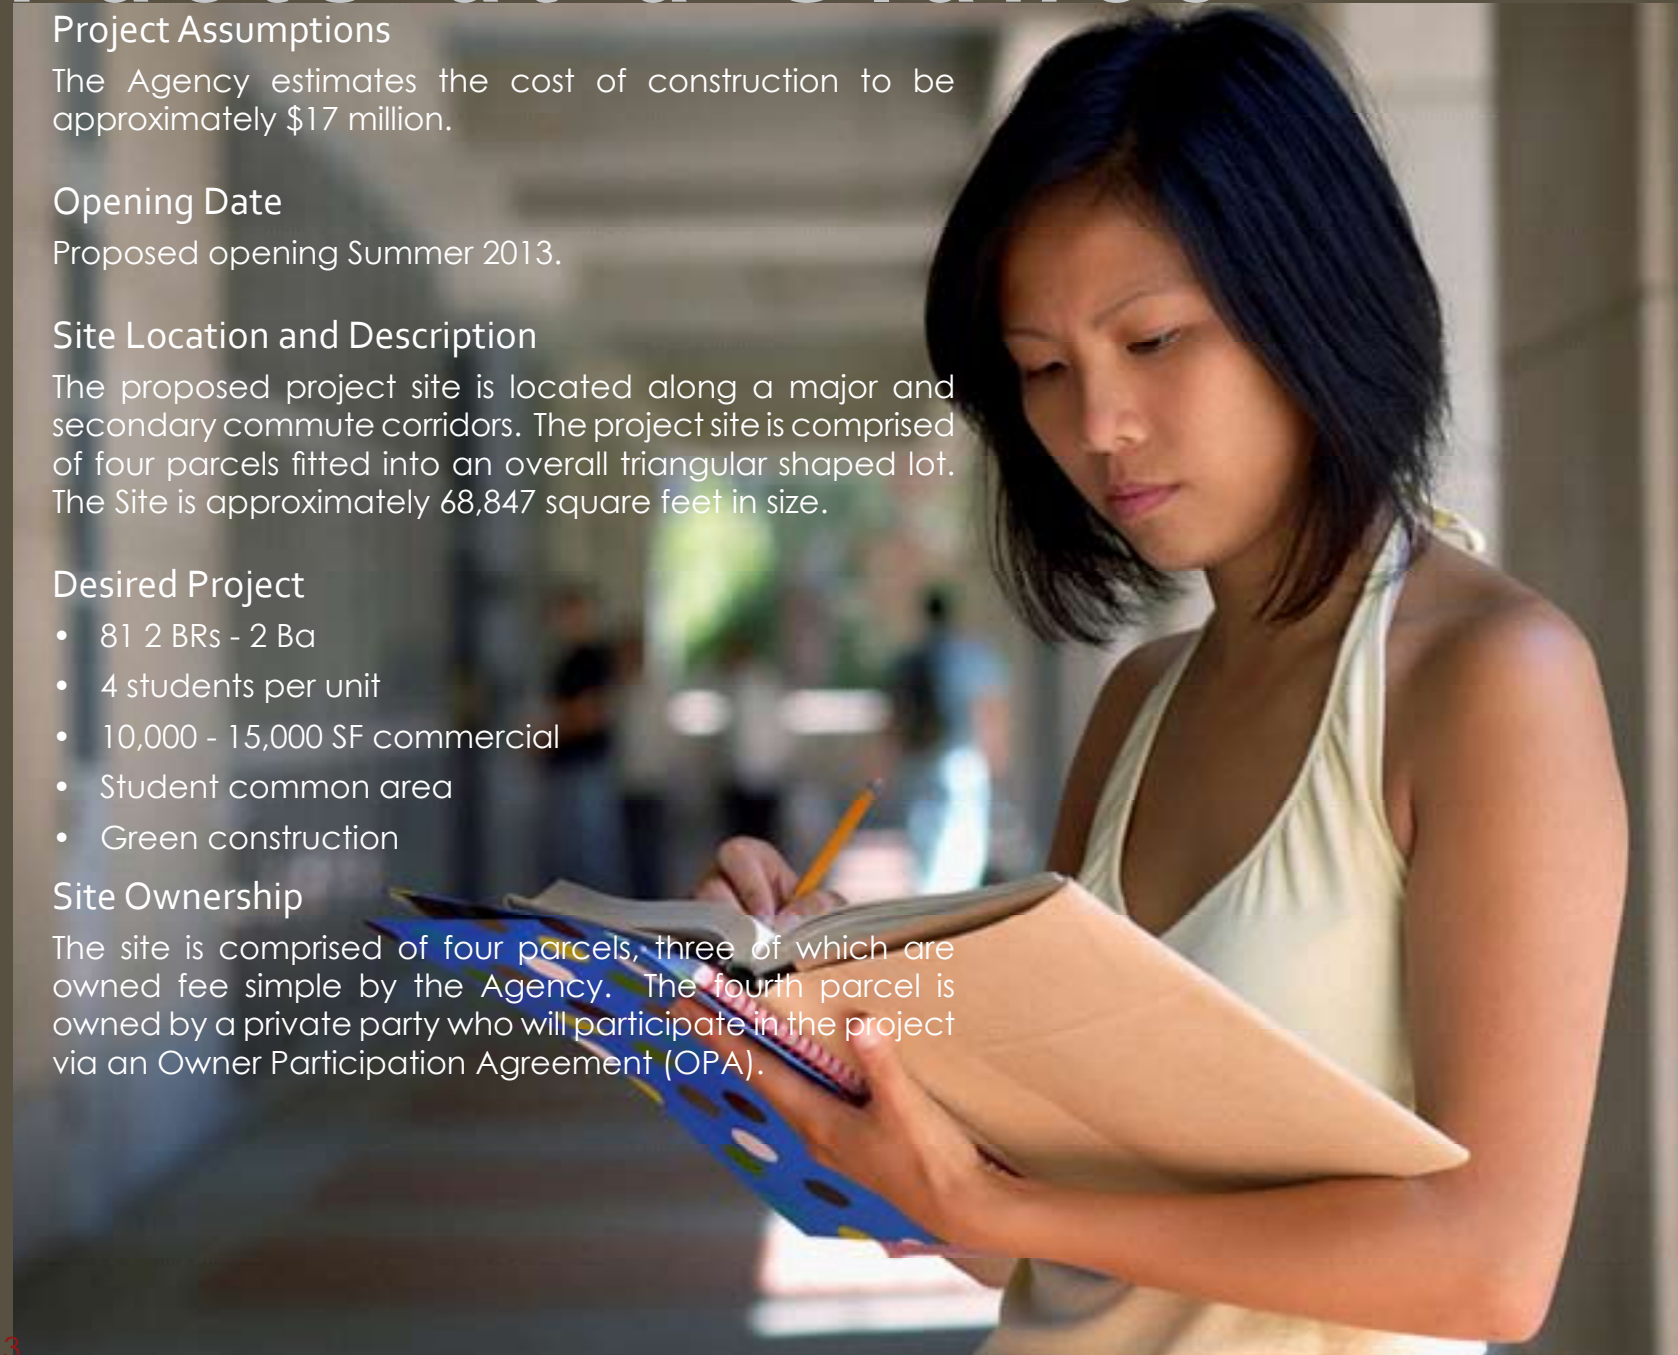 Project Assumptions
The Agency estimates the cost of construction to be
approximately $17 million.
Opening Date
Proposed opening Summer 2013.
Site Location and Description
The proposed project site is located along a major and
secondary commute corridors. The project site is comprised
of four parcels fitted into an overall triangular shaped lot.
The Site is approximately 68,847 square feet in size.
Desired Project
• 81 2 BRs - 2 Ba
• 4 students per unit
• 10,000 - 15,000 SF commercial
• Student common area
• Green construction
Site Ownership
The site is comprised of four parcels, three of which are
owned fee simple by the Agency. The fourth parcel is
owned by a private party who will participate in the project
via an Owner Participation Agreement (OPA).
3